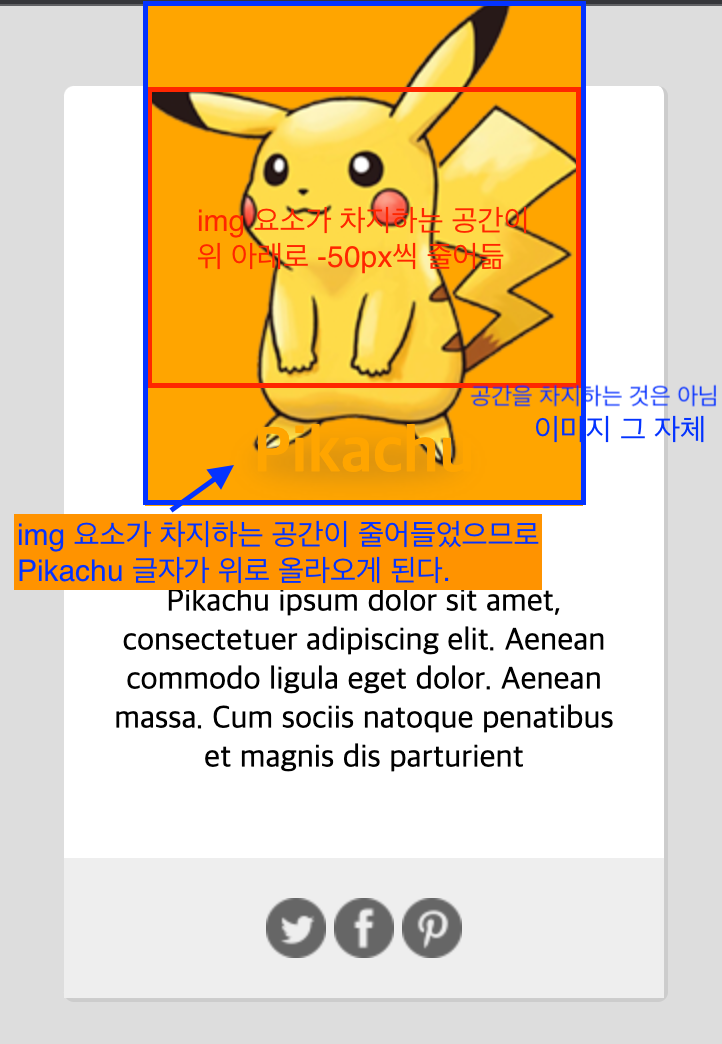 img 요소가 차지하는 공간이
위 아래로 -50px씩 줄어듦
공간을 차지하는 것은 아님
이미지 그 자체
Pikachu
img 요소가 차지하는 공간이 줄어들었으므로
Pikachu 글자가 위로 올라오게 된다.
Pikachu ipsum dolor sit amet,
consectetuer adipiscing elit. Aenean
commodo ligula eget dolor. Aenean
massa. Cum sociis natoque penatibus
et magnis dis parturient